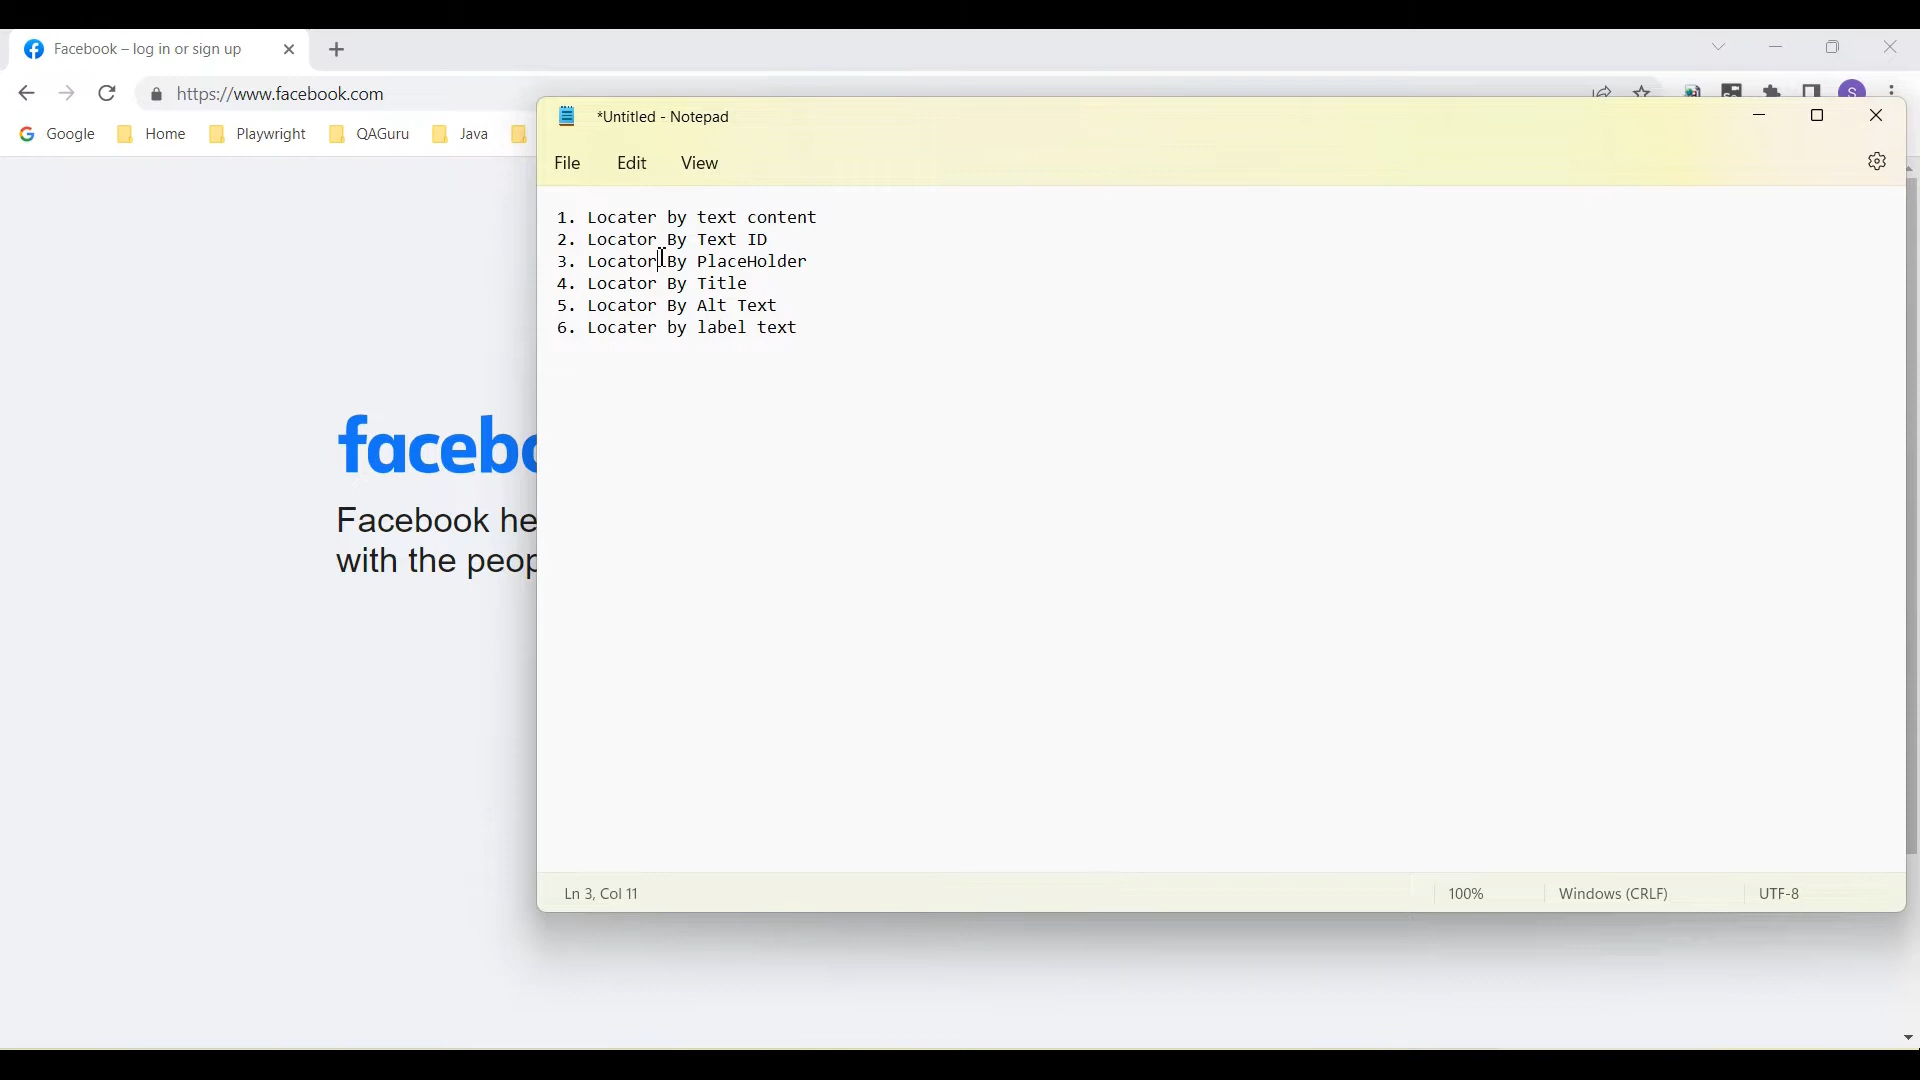 Facebook – log in or sign up
https://www.facebook.com
Google Home Playwright QAGuru Java
*Untitled - Notepad
File Edit View
1. Locater by text content
2. Locator By Text ID
3. Locator By PlaceHolder
4. Locator By Title
5. Locator By Alt Text
6. Locater by label text
facebo
Facebook he
with the peop
Ln 3, Col 11 100% Windows (CRLF) UTF-8
S